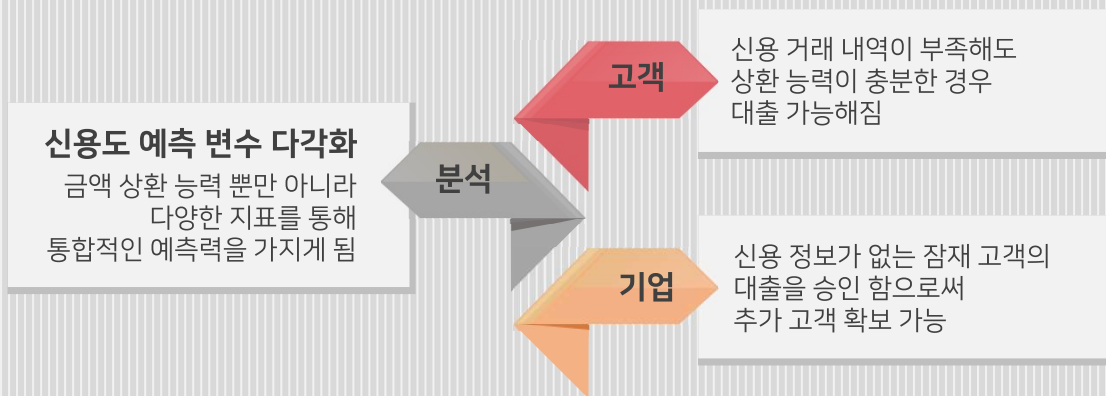 고객
신용 거래 내역이 부족해도
상환 능력이 충분한 경우
대출 가능해짐
신용도 예측 변수 다각화
금액 상환 능력 뿐만 아니라
다양한 지표를 통해
통합적인 예측력을 가지게 됨
분석
기업
신용 정보가 없는 잠재 고객의
대출을 승인 함으로써
추가 고객 확보 가능